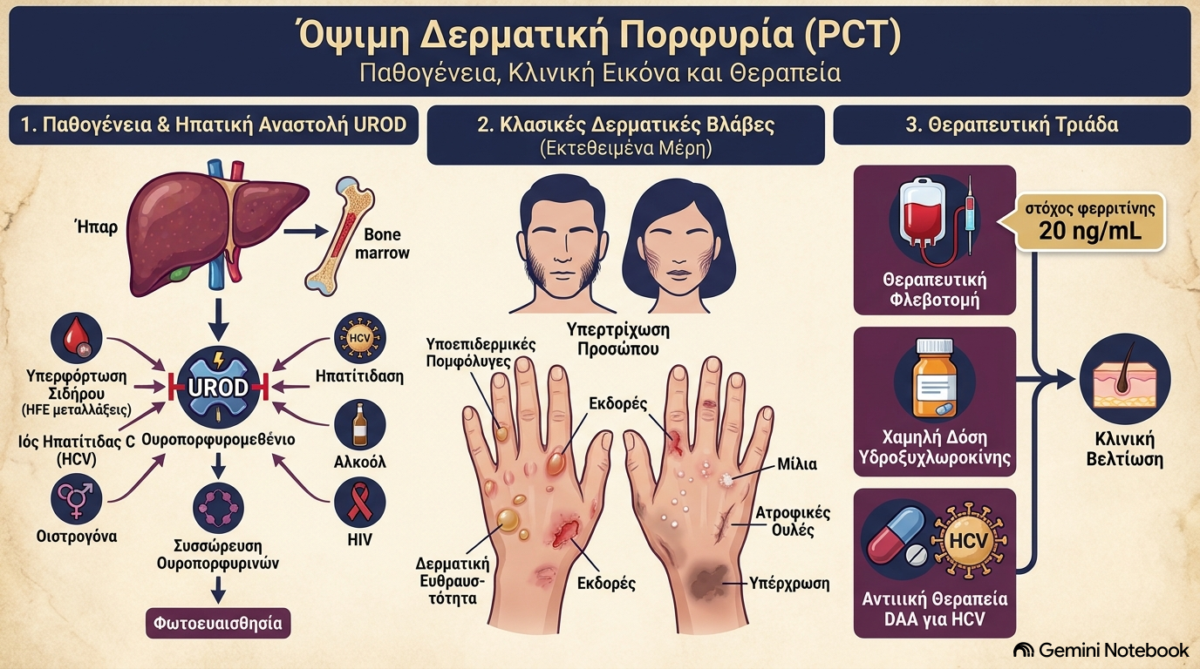 Όψιμη Δερματική Πορφυρία (PCT)
Παθογένεια, Κλινική Εικόνα και Θεραπεία
1. Παθογένεια & Ηπατική Αναστολή UROD
Ήπαρ
Bone
marrow
Υπερφόρτωση
Σιδήρου
(HFE μεταλλάξεις)
HCV
Ηπατίτιδαση
UROD
Ιός Ηπατίτιδας C
(HCV)
Ουροπορφυρομεθένιο
Αλκοόλ
Οιστρογόνα
HIV
Συσσώρευση
Ουροπορφυρινών
Φωτοευαισθησία
2. Κλασικές Δερματικές Βλάβες
(Εκτεθειμένα Μέρη)
Υπερτρίχωση
Προσώπου
Υποεπιδερμικές
Πομφόλυγες
Εκδορές
Μίλια
Ατροφικές
Ουλές
Δερματική
Ευθραυσ-
τότητα
Εκδορές
Υπέρχρωση
3. Θεραπευτική Τριάδα
στόχος φερριτίνης
20 ng/mL
Θεραπευτική
Φλεβοτομή
Χαμηλή Δόση
Υδροξυχλωροκίνης
Κλινική
Βελτίωση
HCV
Αντιική Θεραπεία
DAA για HCV
Gemini Notebook